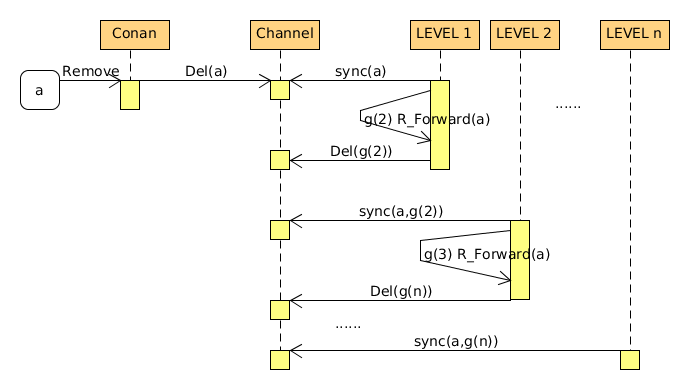 Conan
Channel
LEVEL 1
LEVEL 2
LEVEL n
a
Remove
Del(a)
sync(a)
......
g(2) R_Forward(a)
Del(g(2))
sync(a,g(2))
g(3) R_Forward(a)
Del(g(n))
......
sync(a,g(n))